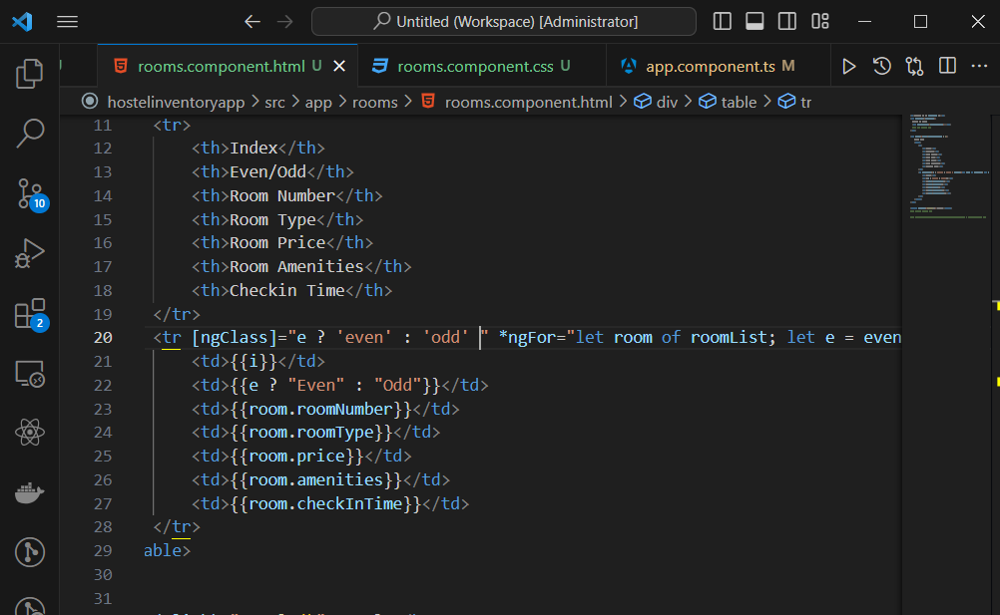 Untitled (Workspace) [Administrator]
U rooms.component.html U rooms.component.css U app.component.ts M
hostelinventoryapp > src > app > rooms > rooms.component.html > div > table > tr
11 <tr>
12 <th>Index</th>
13 <th>Even/Odd</th>
14 <th>Room Number</th>
15 <th>Room Type</th>
16 <th>Room Price</th>
17 <th>Room Amenities</th>
18 <th>Checkin Time</th>
19 </tr>
20 <tr [ngClass]="e ? 'even' : 'odd' " *ngFor="let room of roomList; let e = even
21 <td>{{i}}</td>
22 <td>{{e ? "Even" : "Odd"}}</td>
23 <td>{{room.roomNumber}}</td>
24 <td>{{room.roomType}}</td>
25 <td>{{room.price}}</td>
26 <td>{{room.amenities}}</td>
27 <td>{{room.checkInTime}}</td>
28 </tr>
29 able>
30
31
10
2